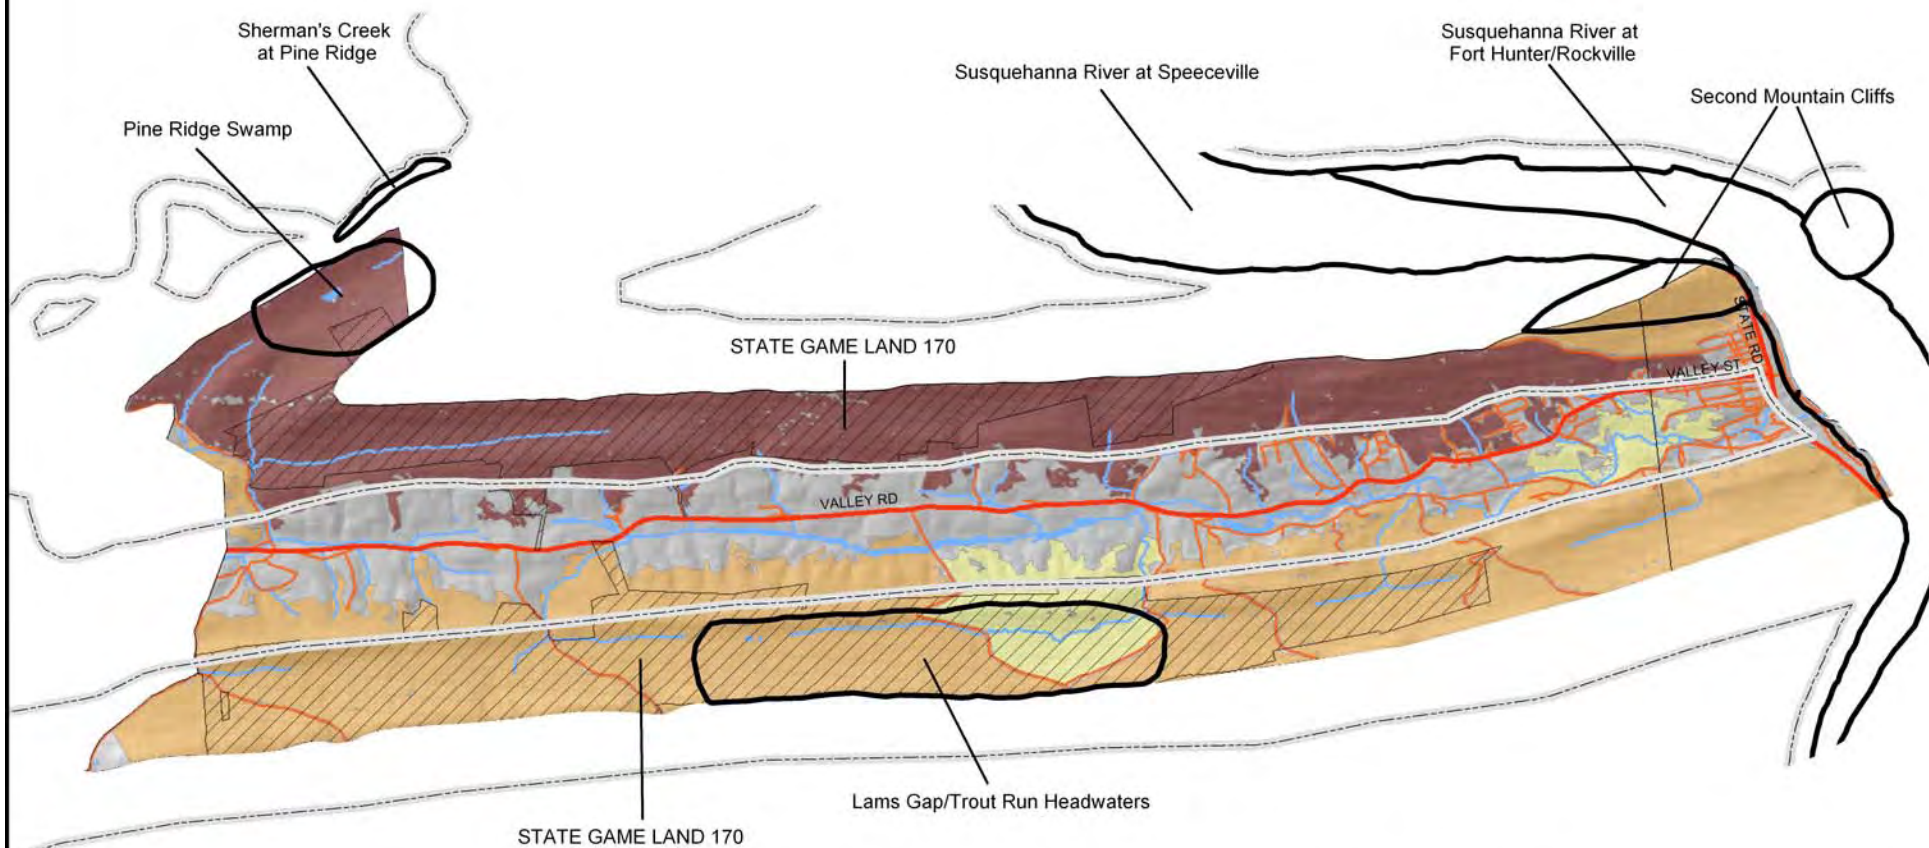 Sherman's Creek
at Pine Ridge
Susquehanna River at
Fort Hunter/Rockville
Susquehanna River at Speeceville
Second Mountain Cliffs
Pine Ridge Swamp
STATE GAME LAND 170
STATE RD
VALLEY ST
VALLEY RD
Lams Gap/Trout Run Headwaters
STATE GAME LAND 170